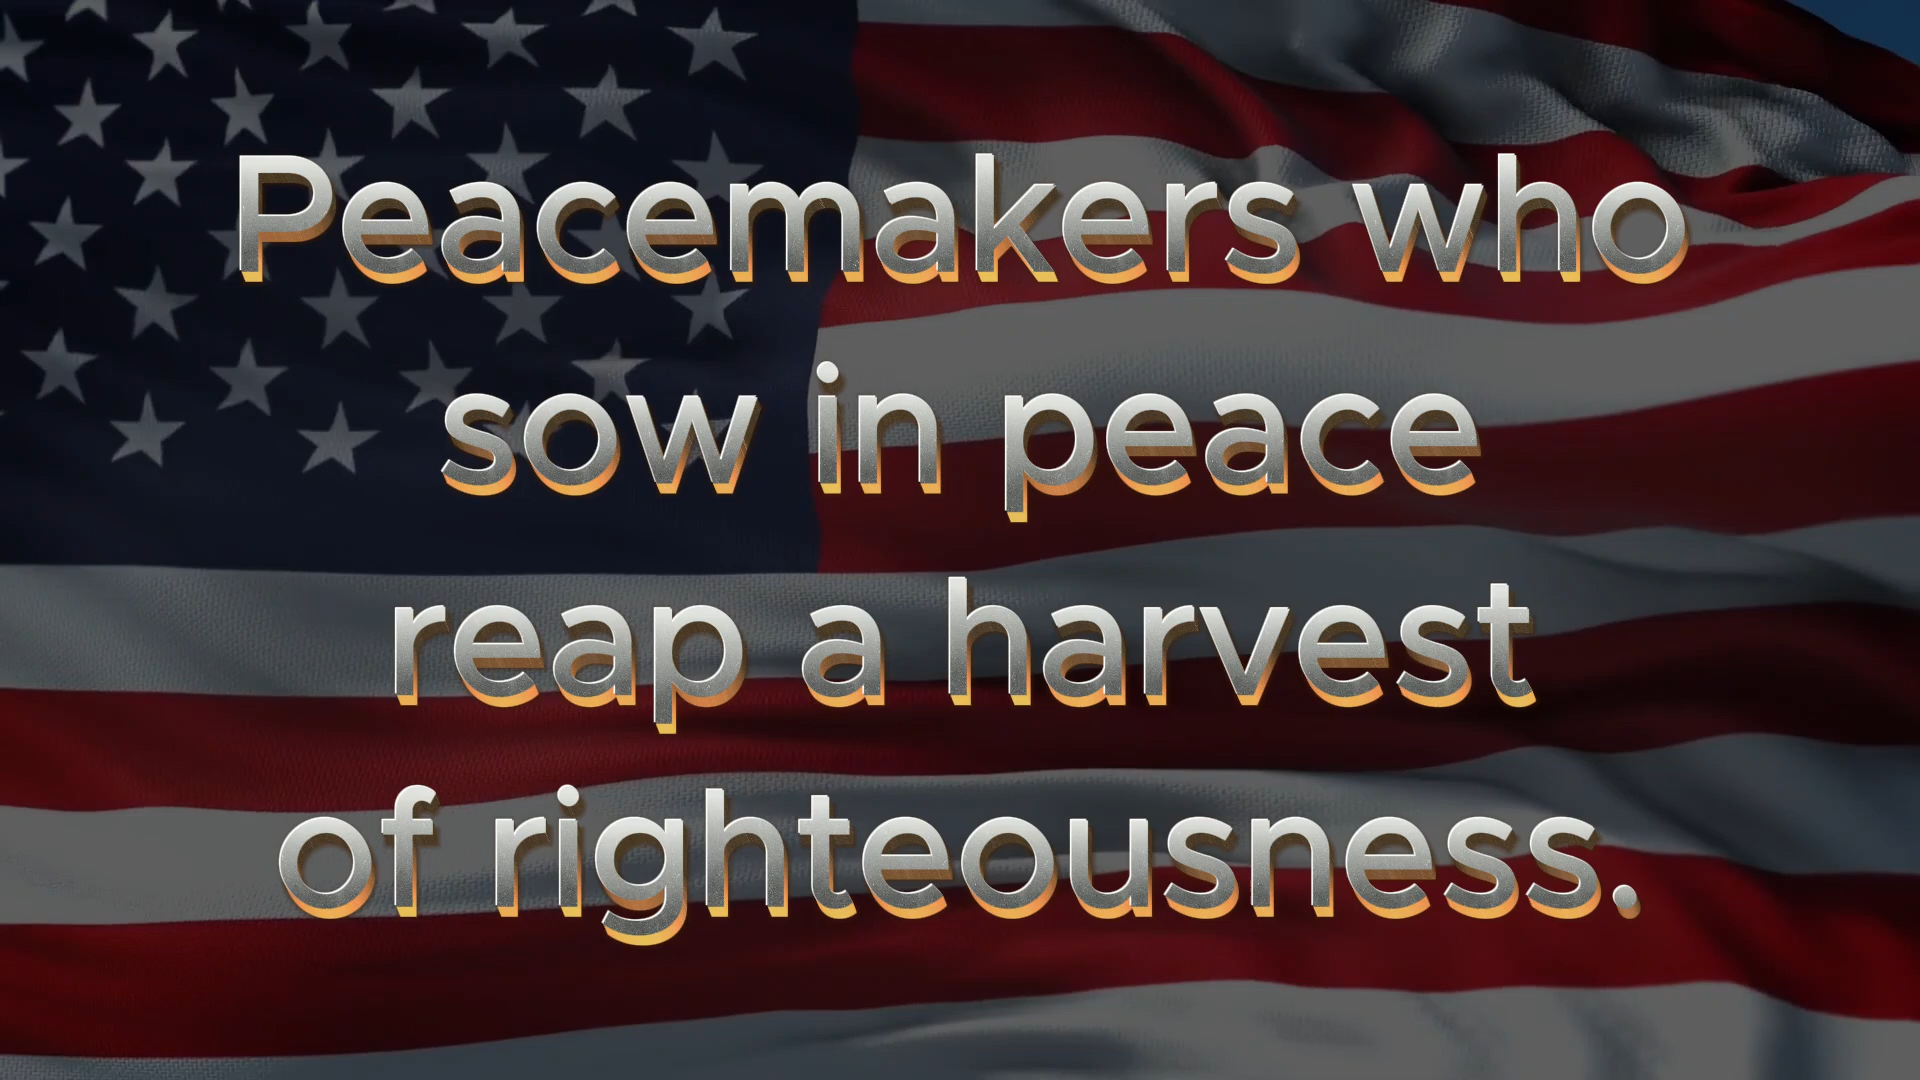 Peacemakers who
sow in peace
reap a harvest
of righteousness.